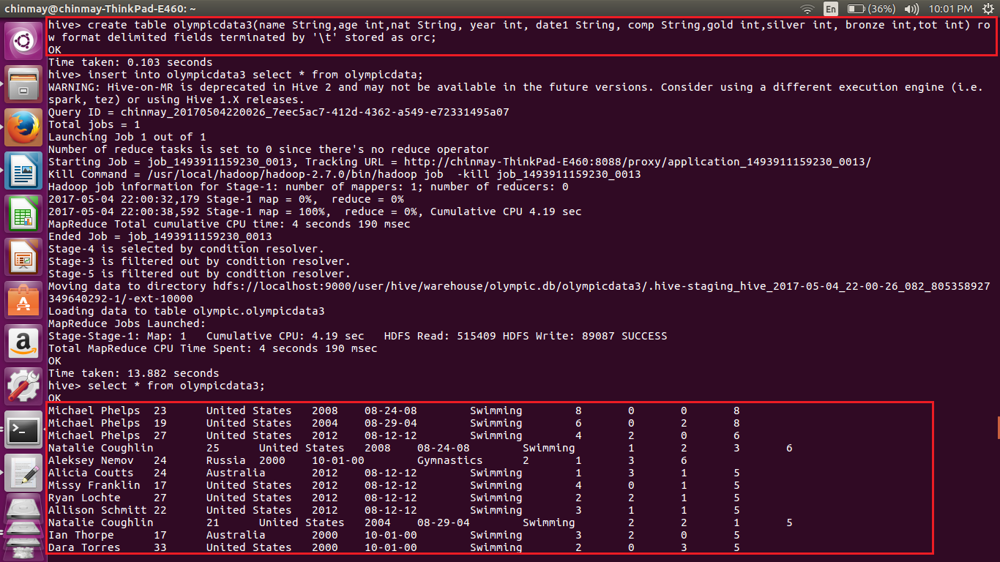 chinmay@chinmay-ThinkPad-E460: ~
En (36%) 10:01 PM
hive> create table olympicdata3(name String,age int,nat String, year int, date1 String, comp String,gold int,silver int, bronze int,tot int) ro
w format delimited fields terminated by '\t' stored as orc;
OK
Time taken: 0.103 seconds
hive> insert into olympicdata3 select * from olympicdata;
WARNING: Hive-on-MR is deprecated in Hive 2 and may not be available in the future versions. Consider using a different execution engine (i.e.
spark, tez) or using Hive 1.X releases.
Query ID = chinmay_20170504220026_7eec5ac7-412d-4362-a549-e72331495a07
Total jobs = 1
Launching Job 1 out of 1
Number of reduce tasks is set to 0 since there's no reduce operator
Starting Job = job_1493911159230_0013, Tracking URL = http://chinmay-ThinkPad-E460:8088/proxy/application_1493911159230_0013/
Kill Command = /usr/local/hadoop/hadoop-2.7.0/bin/hadoop job  -kill job_1493911159230_0013
Hadoop job information for Stage-1: number of mappers: 1; number of reducers: 0
2017-05-04 22:00:32,179 Stage-1 map = 0%,  reduce = 0%
2017-05-04 22:00:38,592 Stage-1 map = 100%,  reduce = 0%, Cumulative CPU 4.19 sec
MapReduce Total cumulative CPU time: 4 seconds 190 msec
Ended Job = job_1493911159230_0013
Stage-4 is selected by condition resolver.
Stage-3 is filtered out by condition resolver.
Stage-5 is filtered out by condition resolver.
Moving data to directory hdfs://localhost:9000/user/hive/warehouse/olympic.db/olympicdata3/.hive-staging_hive_2017-05-04_22-00-26_082_805358927
349640292-1/-ext-10000
Loading data to table olympic.olympicdata3
MapReduce Jobs Launched:
Stage-Stage-1: Map: 1   Cumulative CPU: 4.19 sec   HDFS Read: 515409 HDFS Write: 89087 SUCCESS
Total MapReduce CPU Time Spent: 4 seconds 190 msec
OK
Time taken: 13.882 seconds
hive> select * from olympicdata3;
OK
Michael Phelps 23 United States 2008 08-24-08 Swimming 8 0 0 8
Michael Phelps 19 United States 2004 08-29-04 Swimming 6 0 2 8
Michael Phelps 27 United States 2012 08-12-12 Swimming 4 2 0 6
Natalie Coughlin 25 United States 2008 08-24-08 Swimming 1 2 3 6
Aleksey Nemov 24 Russia 2000 10-01-00 Gymnastics 2 1 3 6
Alicia Coutts 24 Australia 2012 08-12-12 Swimming 1 3 1 5
Missy Franklin 17 United States 2012 08-12-12 Swimming 4 0 1 5
Ryan Lochte 27 United States 2012 08-12-12 Swimming 2 2 1 5
Allison Schmitt 22 United States 2012 08-12-12 Swimming 3 1 1 5
Natalie Coughlin 21 United States 2004 08-29-04 Swimming 2 2 1 5
Ian Thorpe 17 Australia 2000 10-01-00 Swimming 3 2 0 5
Dara Torres 33 United States 2000 10-01-00 Swimming 2 0 3 5